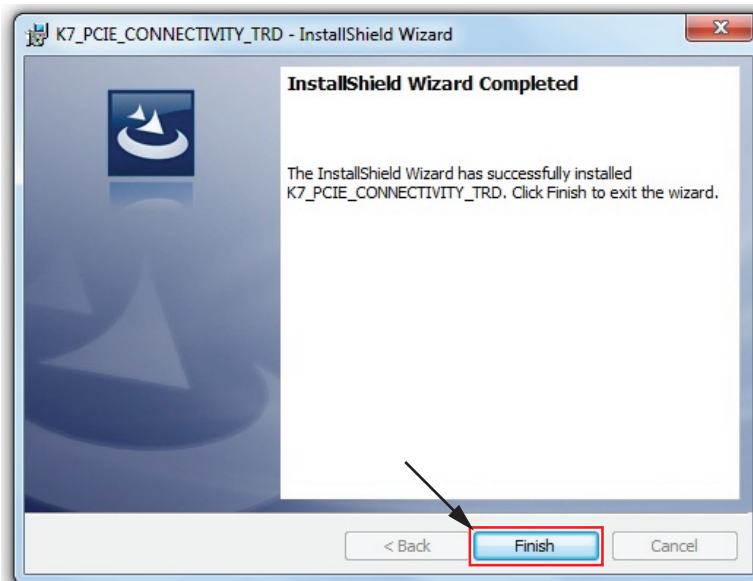 K7_PCIE_CONNECTIVITY_TRD - InstallShield Wizard
InstallShield Wizard Completed
The InstallShield Wizard has successfully installed
K7_PCIE_CONNECTIVITY_TRD. Click Finish to exit the wizard.
< Back Finish Cancel